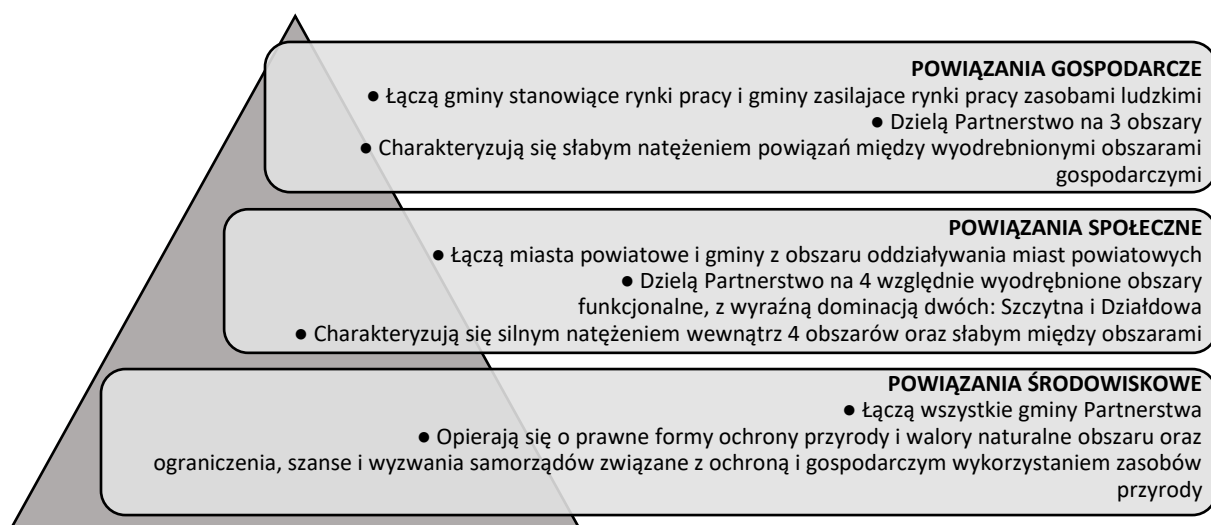 POWIĄZANIA GOSPODARCZE
● Łączą gminy stanowiące rynki pracy i gminy zasilajace rynki pracy zasobami ludzkimi
● Dzielą Partnerstwo na 3 obszary
● Charakteryzują się słabym natężeniem powiązań między wyodrebnionymi obszarami
gospodarczymi
POWIĄZANIA SPOŁECZNE
● Łączą miasta powiatowe i gminy z obszaru oddziaływania miast powiatowych
● Dzielą Partnerstwo na 4 względnie wyodrębnione obszary
funkcjonalne, z wyraźną dominacją dwóch: Szczytna i Działdowa
● Charakteryzują się silnym natężeniem wewnątrz 4 obszarów oraz słabym między obszarami
POWIĄZANIA ŚRODOWISKOWE
● Łączą wszystkie gminy Partnerstwa
● Opierają się o prawne formy ochrony przyrody i walory naturalne obszaru oraz
ograniczenia, szanse i wyzwania samorządów związane z ochroną i gospodarczym wykorzystaniem zasobów
przyrody